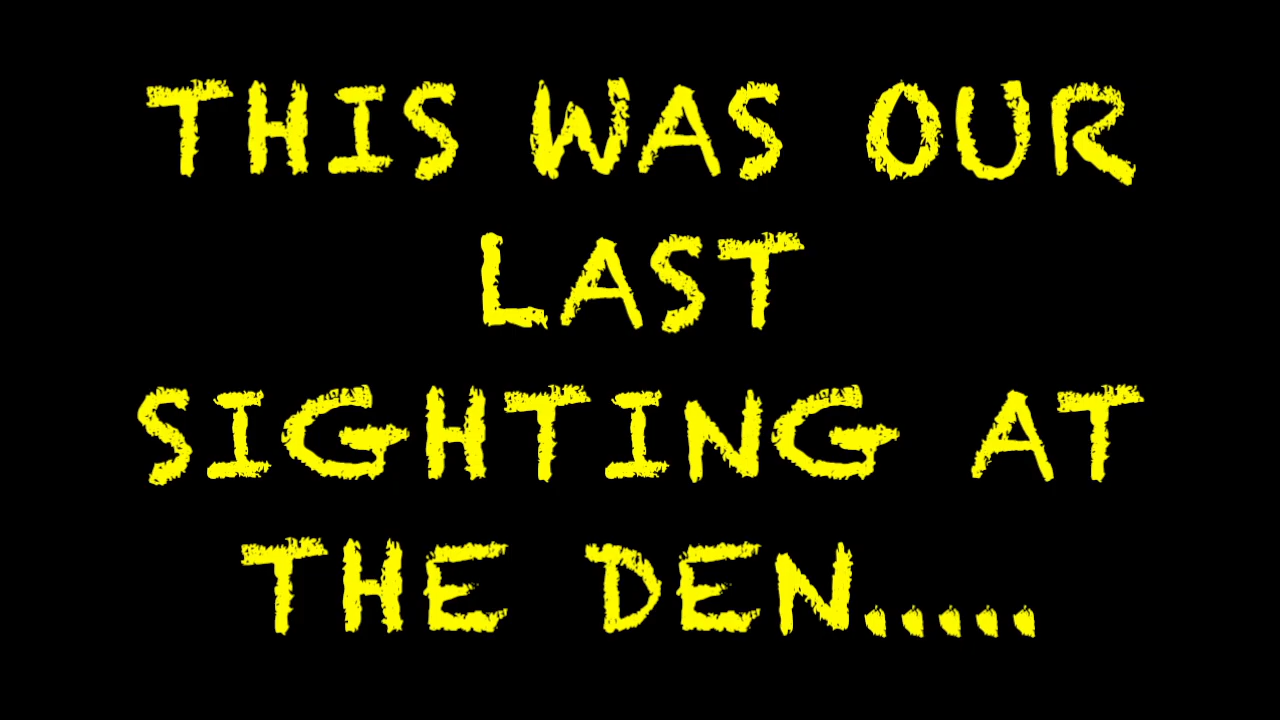 THIS WAS OUR
LAST
SIGHTING AT
THE DEN.....